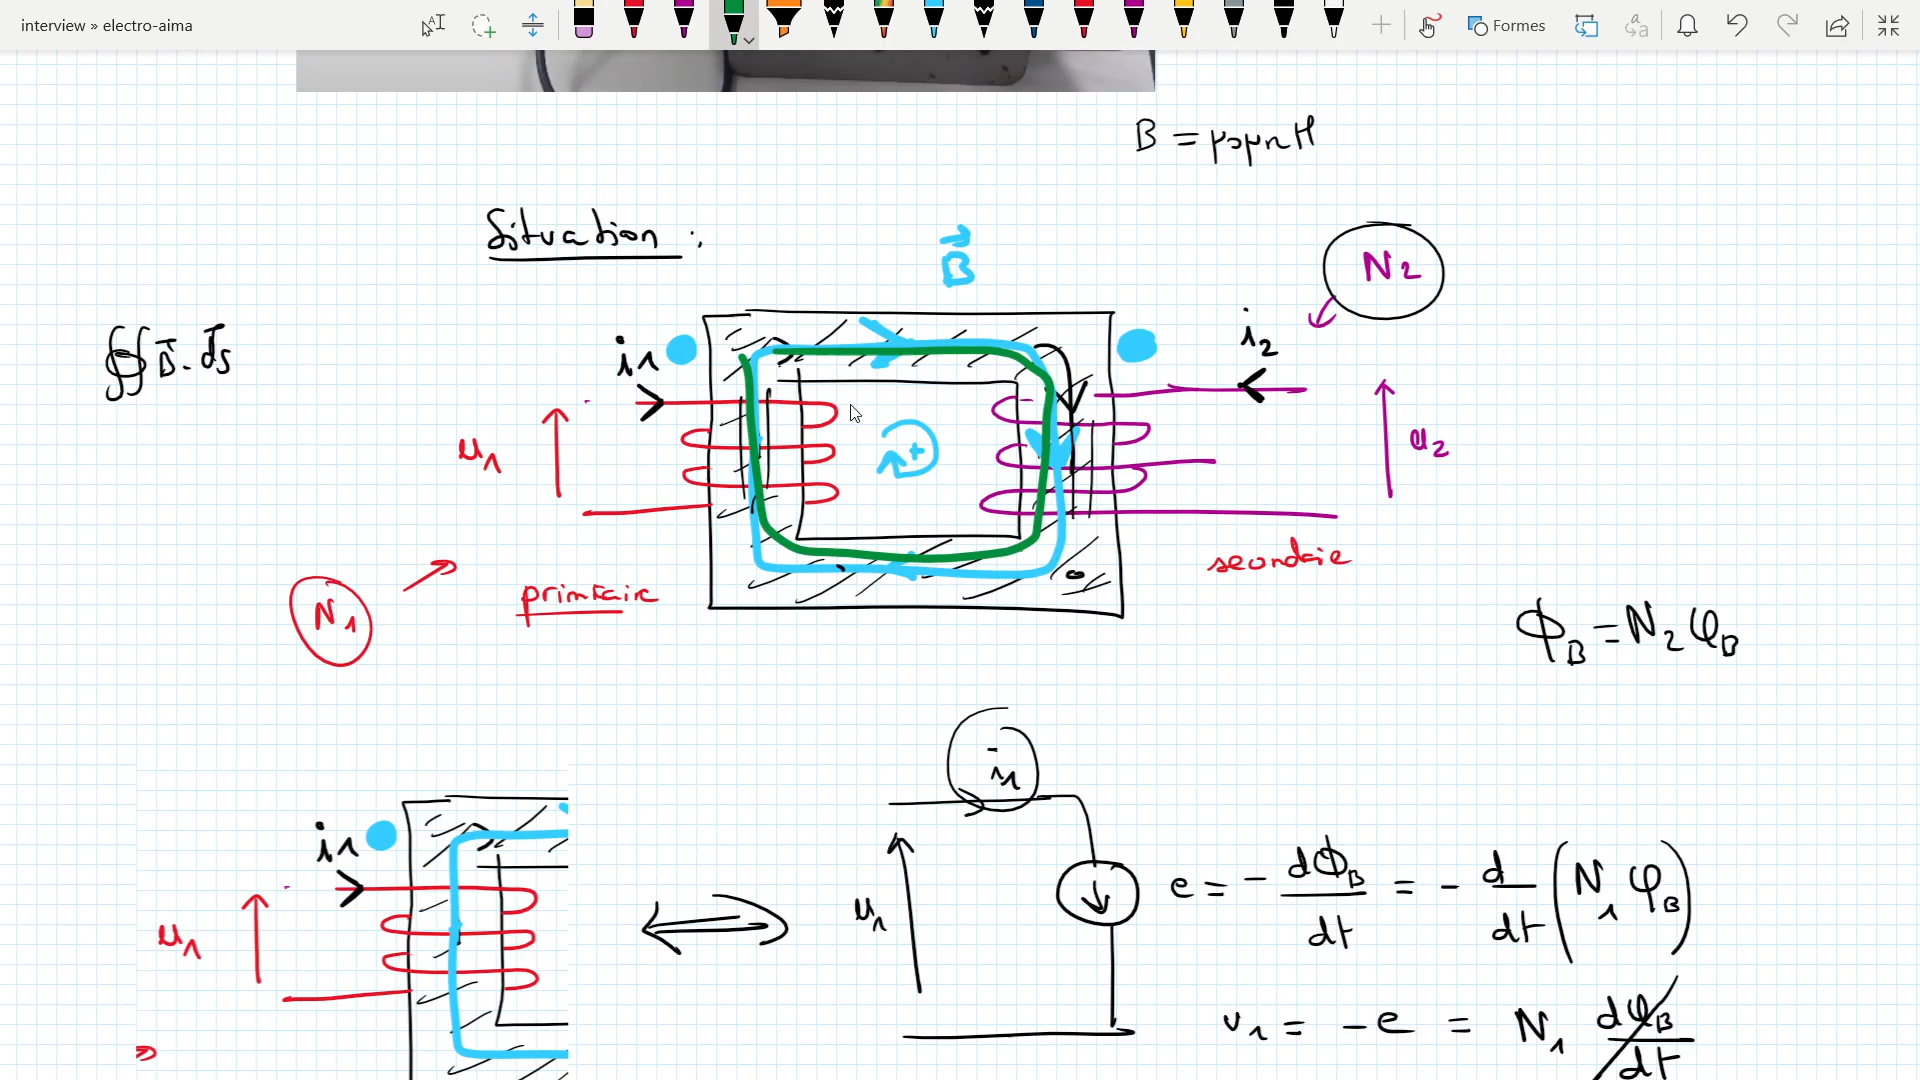 interview » electro-aima
Formes
B = μ₀μrH
Situation :
B⃗
N2
∯ B⃗. dS⃗
i1
i2
u1
u2
+
N1
primaire
secondaire
ϕB = N2 φB
i1
i1
u1
u1
e = - dϕB/dt = - d/dt (N1 φB)
u1 = -e = N1 dφB/dt